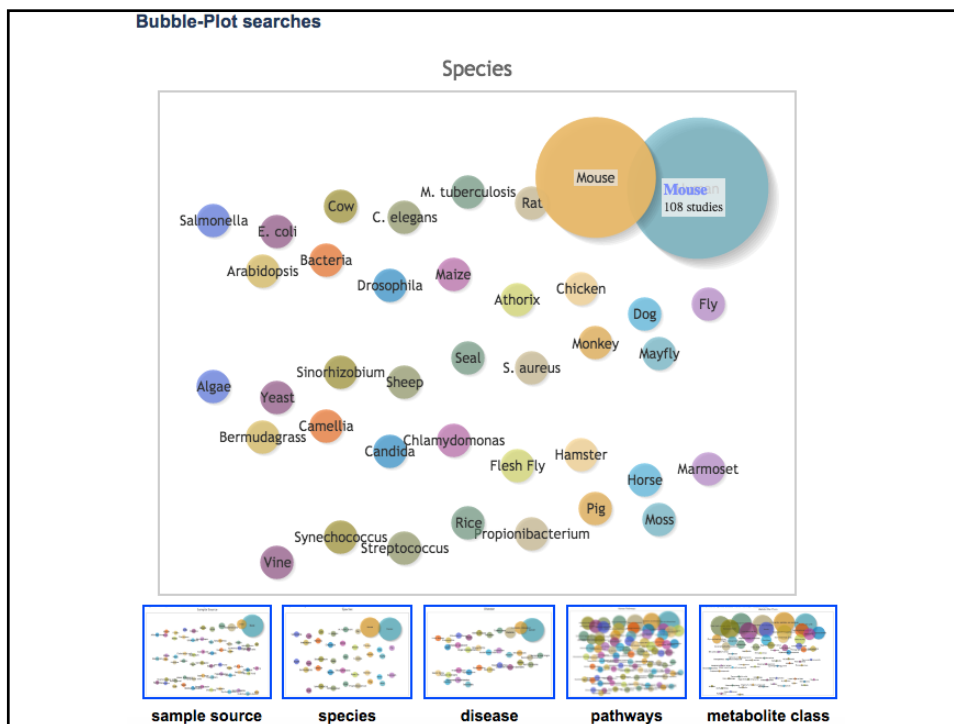 Bubble-Plot searches
Species
Mouse
Mouse
108 studies
M. tuberculosis
Rat
Cow
C. elegans
Salmonella
E. coli
Bacteria
Arabidopsis
Drosophila
Maize
Athorix
Chicken
Fly
Dog
Monkey
Mayfly
Seal
S. aureus
Sinorhizobium
Sheep
Algae
Yeast
Camellia
Bermudagrass
Candida
Chlamydomonas
Flesh Fly
Hamster
Marmoset
Horse
Pig
Moss
Rice
Propionibacterium
Synechococcus
Streptococcus
Vine
sample source
species
disease
pathways
metabolite class